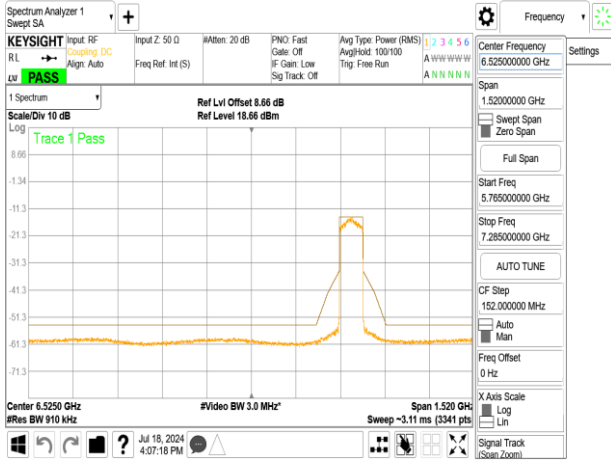 Spectrum Analyzer 1
Swept SA
+
Frequency
KEYSIGHT
Input: RF
Coupling: DC
Align: Auto
RL
LXI
PASS
Input Z: 50 Ω
Freq Ref: Int (S)
#Atten: 20 dB
PNO: Fast
Gate: Off
IF Gain: Low
Sig Track: Off
Avg Type: Power (RMS)
Avg|Hold: 100/100
Trig: Free Run
1 2 3 4 5 6
A W W W W W
A N N N N N
Settings
1 Spectrum
Scale/Div 10 dB
Ref Lvl Offset 8.66 dB
Ref Level 18.66 dBm
Log
Trace 1 Pass
8.66
-1.34
-11.3
-21.3
-31.3
-41.3
-51.3
-61.3
-71.3
Center 6.5250 GHz
#Res BW 910 kHz
#Video BW 3.0 MHz*
Span 1.520 GHz
Sweep ~3.11 ms (3341 pts
Center Frequency
6.525000000 GHz
Span
1.52000000 GHz
Swept Span
Zero Span
Full Span
Start Freq
5.765000000 GHz
Stop Freq
7.285000000 GHz
AUTO TUNE
CF Step
152.000000 MHz
Auto
Man
Freq Offset
0 Hz
X Axis Scale
Log
Lin
Signal Track
(Span Zoom)
?
Jul 18, 2024
4:07:18 PM